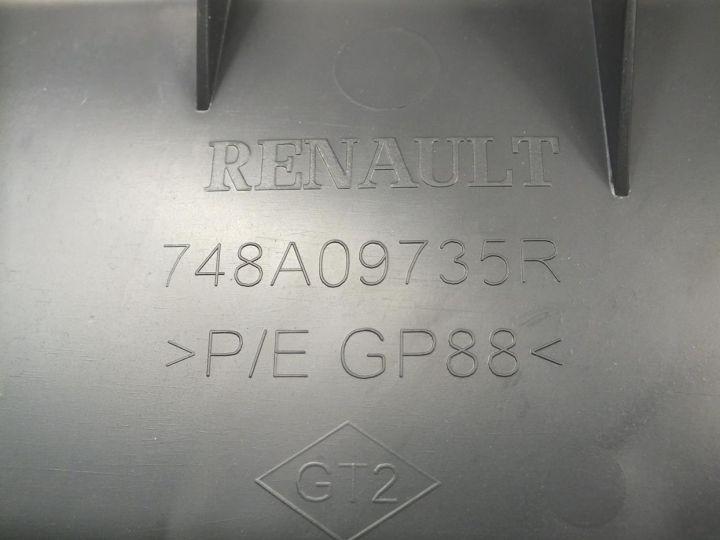 RENAULT
748A09735R
>P/E GP88<
GT2